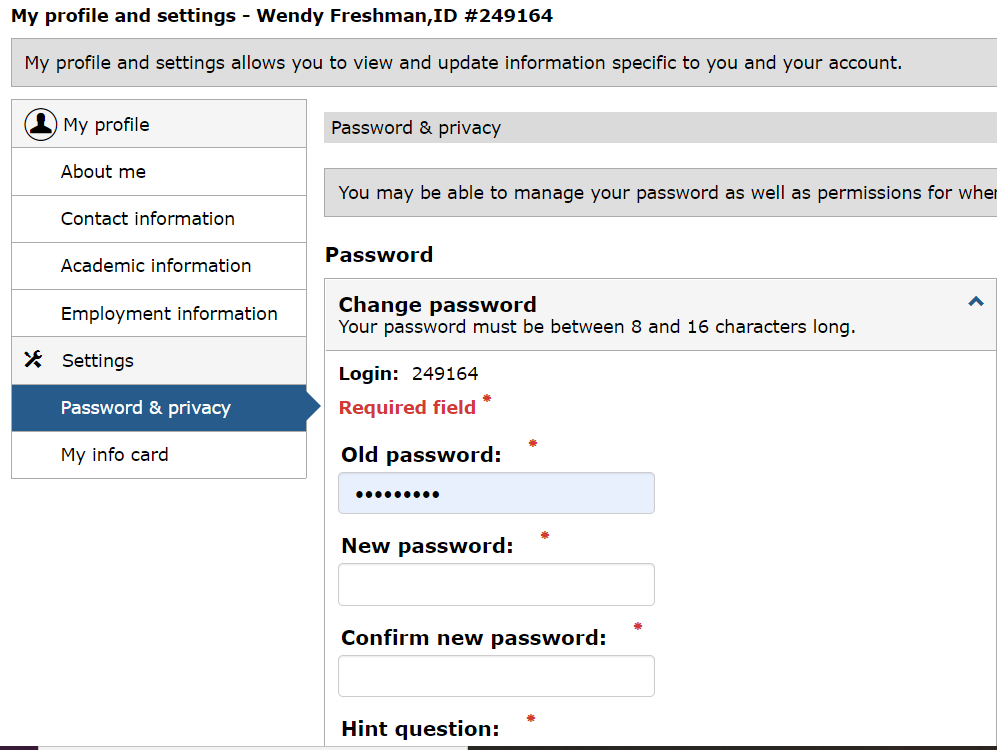 My profile and settings - Wendy Freshman,ID #249164
My profile and settings allows you to view and update information specific to you and your account.
My profile
About me
Contact information
Academic information
Employment information
Settings
Password & privacy
My info card
Password & privacy
You may be able to manage your password as well as permissions for
Password
Change password
Your password must be between 8 and 16 characters long.
Login: 249164
Required field *
Old password: *
•••••••••
New password: *
Confirm new password: *
Hint question: *